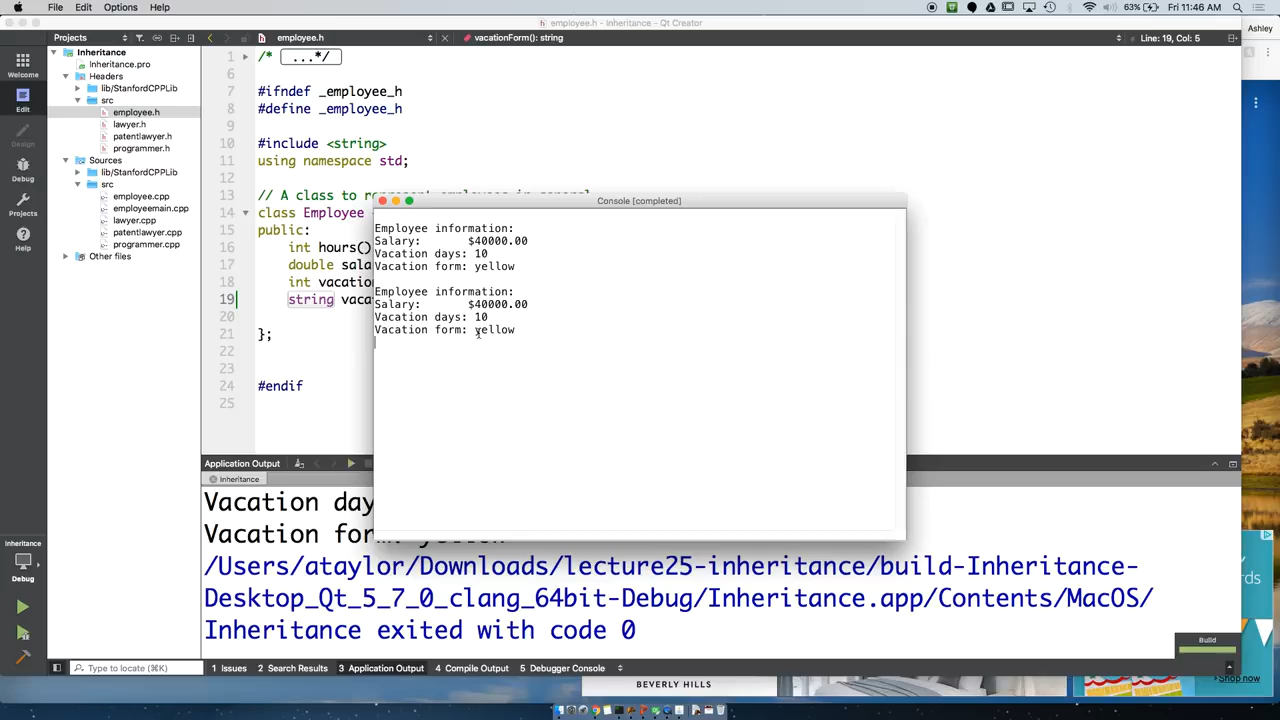 File Edit Options Help
63% Fri 11:46 AM
employee.h - Inheritance - Qt Creator
Ashley
Projects
employee.h
vacationForm(): string
Line: 19, Col: 5
Welcome
Edit
Design
Debug
Projects
Help
Inheritance
Inheritance.pro
Headers
lib/StanfordCPPLib
src
employee.h
lawyer.h
patentlawyer.h
programmer.h
Sources
lib/StanfordCPPLib
src
employee.cpp
employeemain.cpp
lawyer.cpp
patentlawyer.cpp
programmer.cpp
Other files
1 /* ...*/
6
7 #ifndef _employee_h
8 #define _employee_h
9
10 #include <string>
11 using namespace std;
12
13 // A class to represent employees in general
14 class Employee
15 public:
16 int hours()
17 double sala
18 int vacatio
19 string vaca
20
21 };
22
23
24 #endif
25
Console [completed]
Employee information:
Salary: $40000.00
Vacation days: 10
Vacation form: yellow
Employee information:
Salary: $40000.00
Vacation days: 10
Vacation form: yellow
Application Output
Inheritance
Vacation day
Vacation form: yellow
/Users/ataylor/Downloads/lecture25-inheritance/build-Inheritance-
Desktop_Qt_5_7_0_clang_64bit-Debug/Inheritance.app/Contents/MacOS/
Inheritance exited with code 0
Inheritance
Debug
Build
Type to locate (⌘K)
1 Issues 2 Search Results 3 Application Output 4 Compile Output 5 Debugger Console
BEVERLY HILLS
rds
Shop now